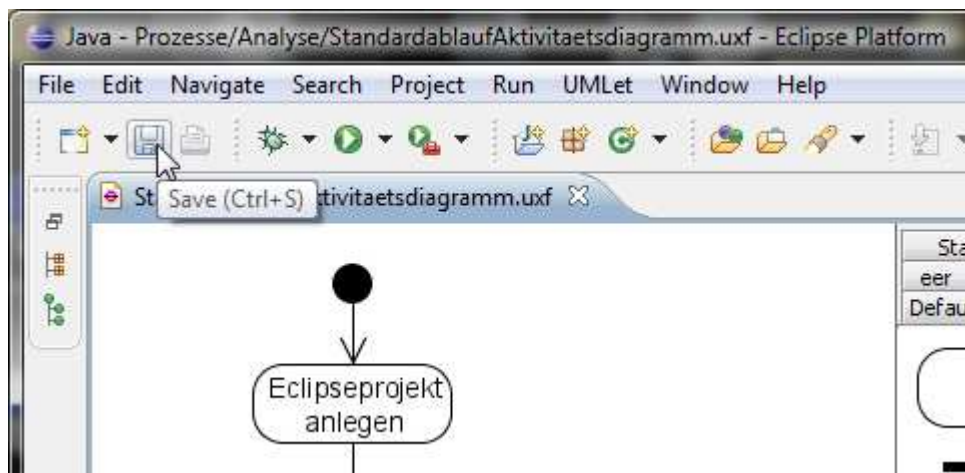 Java - Prozesse/Analyse/StandardablaufAktivitaetsdiagramm.uxf - Eclipse Platform
File Edit Navigate Search Project Run UMLet Window Help
St tivitaetsdiagramm.uxf
Save (Ctrl+S)
Sta
eer
Defau
Eclipseprojekt
anlegen